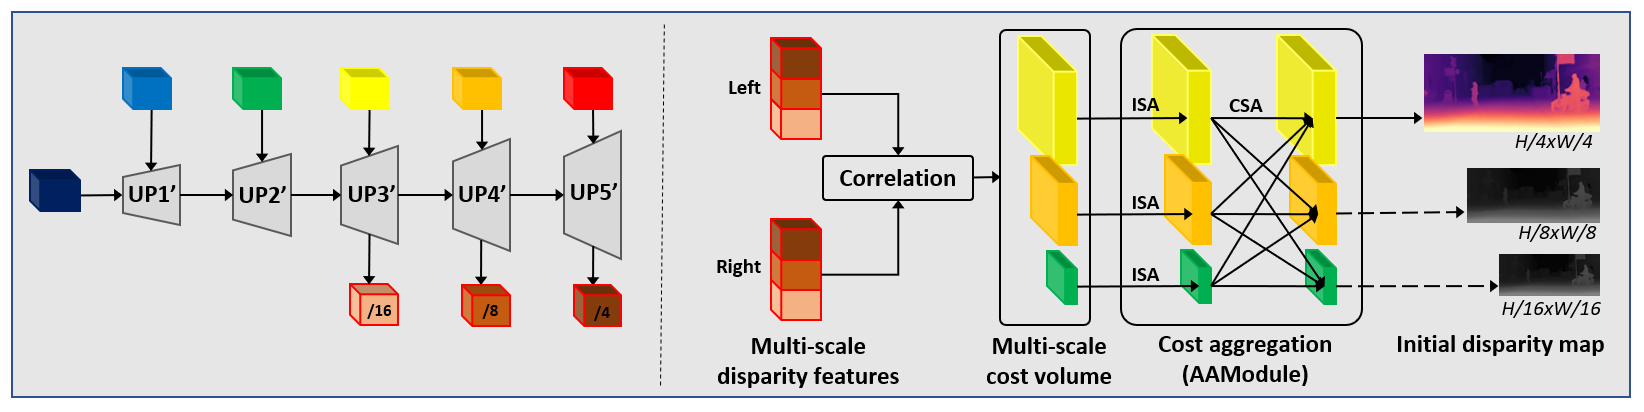 UP1’
UP2’
UP3’
UP4’
UP5’
/16
/8
/4
Left
Right
Multi-scale
disparity features
Correlation
Multi-scale
cost volume
ISA
ISA
ISA
CSA
Cost aggregation
(AAModule)
H/4xW/4
H/8xW/8
H/16xW/16
Initial disparity map